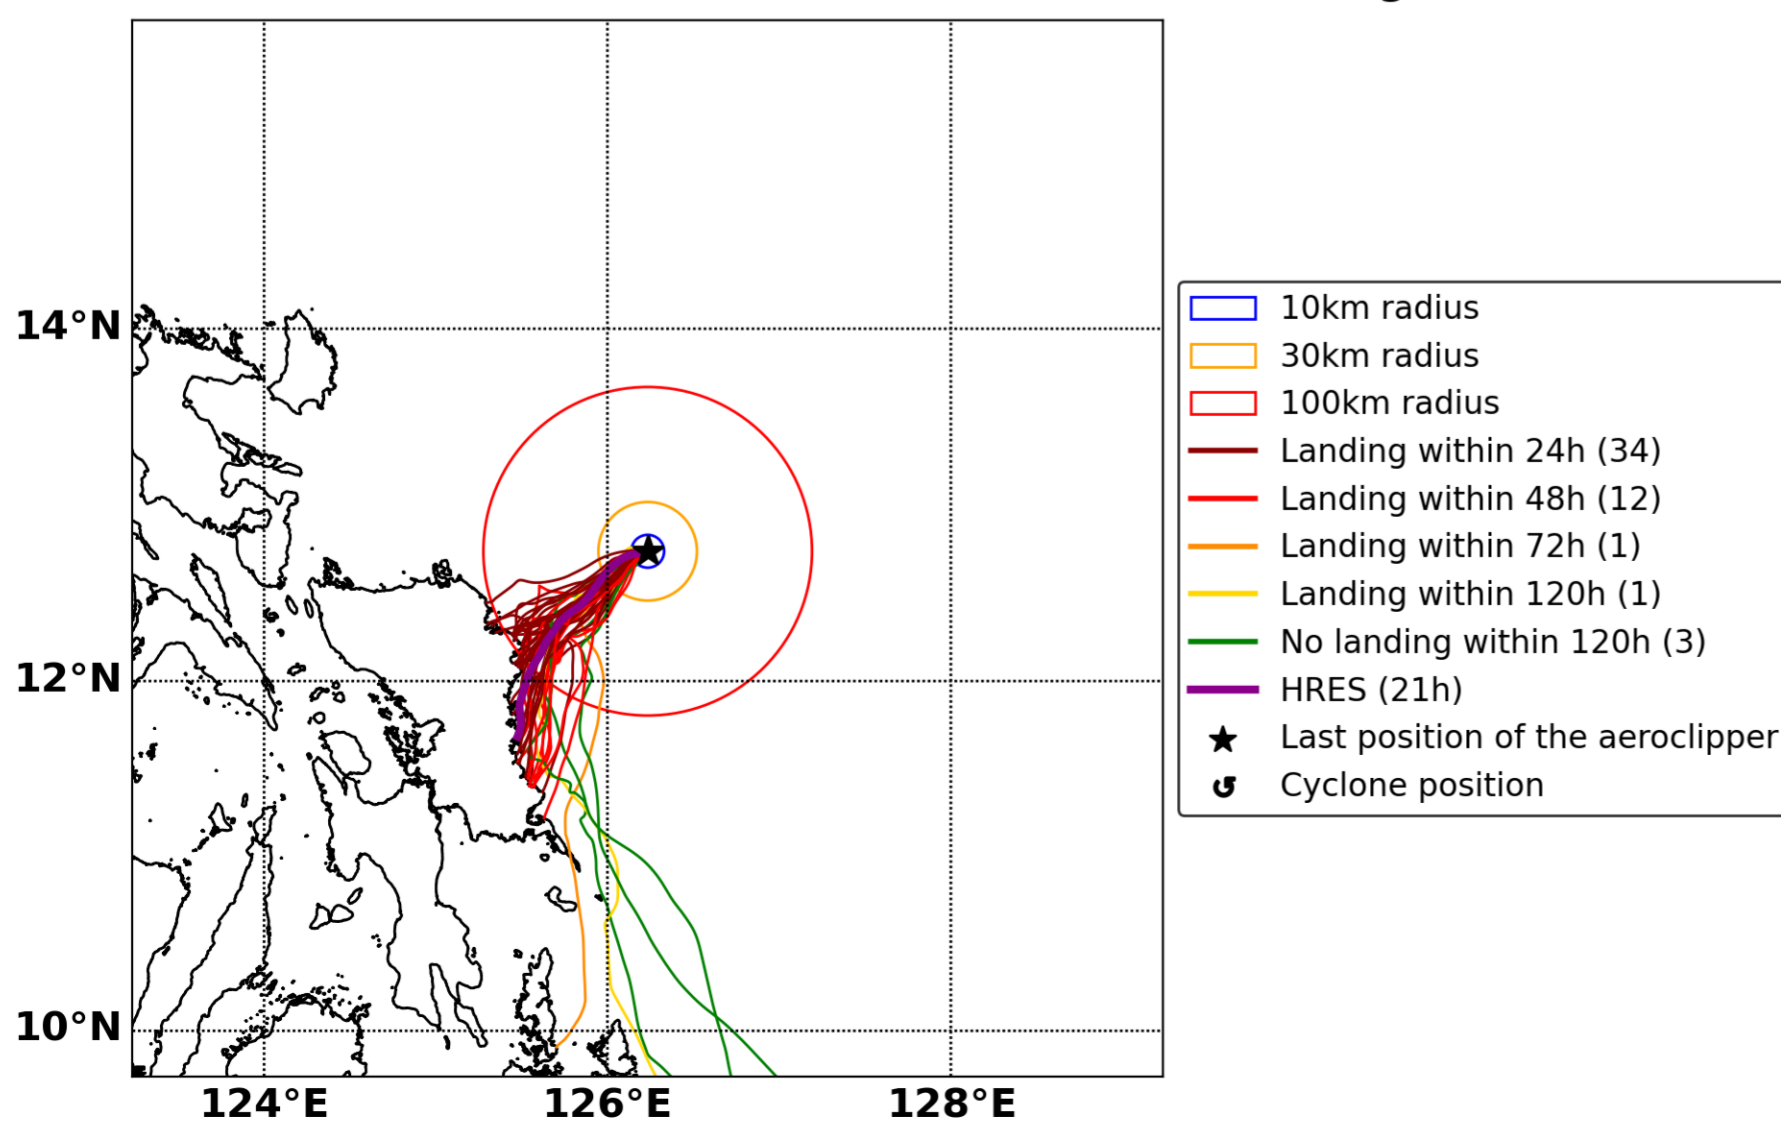 14°N
12°N
10°N
124°E 126°E 128°E
10km radius
30km radius
100km radius
Landing within 24h (34)
Landing within 48h (12)
Landing within 72h (1)
Landing within 120h (1)
No landing within 120h (3)
HRES (21h)
Last position of the aeroclipper
Cyclone position